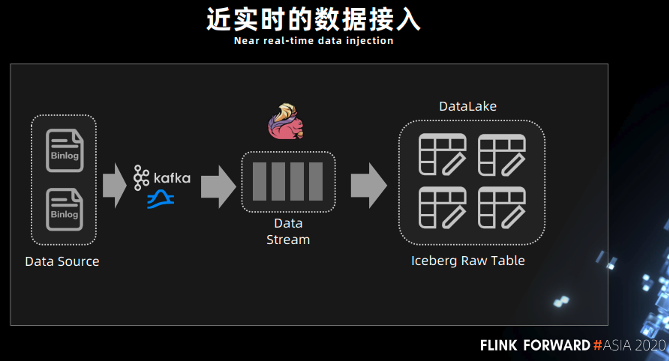 近实时的数据接入
Near real-time data injection
Binlog
Binlog
Data Source
kafka
Data
Stream
DataLake
Iceberg Raw Table
FLINK FORWARD #ASIA 2020